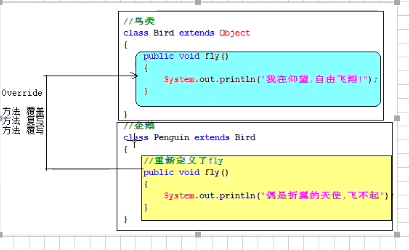 //鸟类
class Bird extends Object
{
public void fly()
{
System.out.println("我在仰望,自由飞翔!");
}
}
Override
方法 覆盖
方法 复写
方法 覆写
//企鹅
class Penguin extends Bird
{
//重新定义了fly
public void fly()
{
System.out.println("偶是折翼的天使,飞不起")
}
}